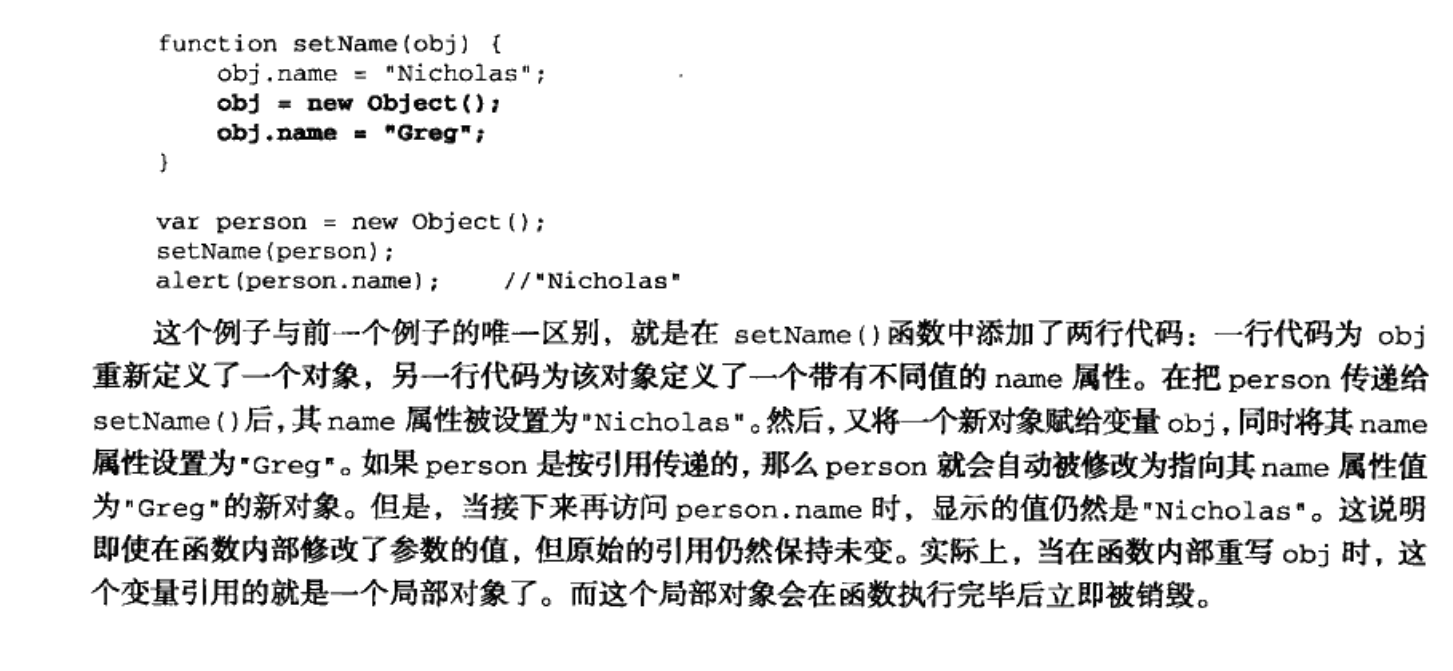 function setName(obj) {
    obj.name = "Nicholas";
    obj = new Object();
    obj.name = "Greg";
}
var person = new Object();
setName(person);
alert(person.name);    //"Nicholas"
这个例子与前一个例子的唯一区别，就是在 setName()函数中添加了两行代码：一行代码为 obj
重新定义了一个对象，另一行代码为该对象定义了一个带有不同值的 name 属性。在把 person 传递给
setName()后，其 name 属性被设置为"Nicholas"。然后，又将一个新对象赋给变量 obj，同时将其 name
属性设置为"Greg"。如果 person 是按引用传递的，那么 person 就会自动被修改为指向其 name 属性值
为"Greg"的新对象。但是，当接下来再访问 person.name 时，显示的值仍然是"Nicholas"。这说明
即使在函数内部修改了参数的值，但原始的引用仍然保持未变。实际上，当在函数内部重写 obj 时，这
个变量引用的就是一个局部对象了。而这个局部对象会在函数执行完毕后立即被销毁。